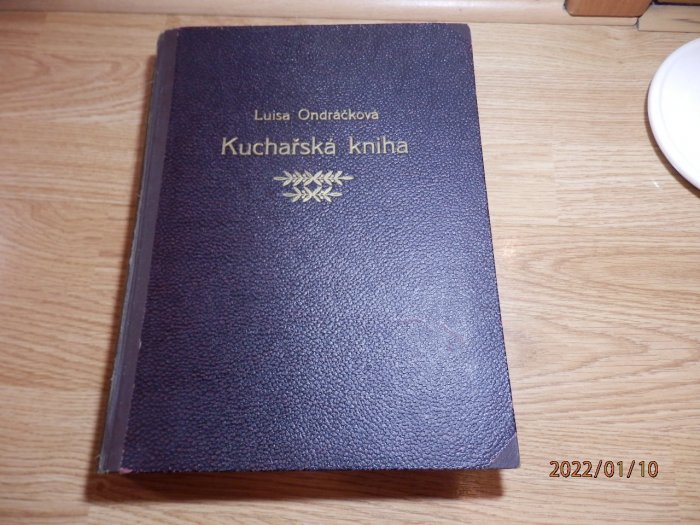 Luisa Ondráčková
Kuchařská kniha
2022/01/10